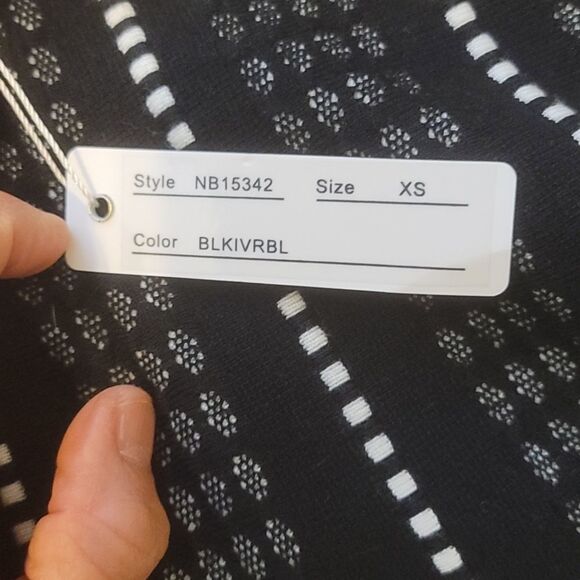 Style NB15342 Size XS
Color BLKIVRBL